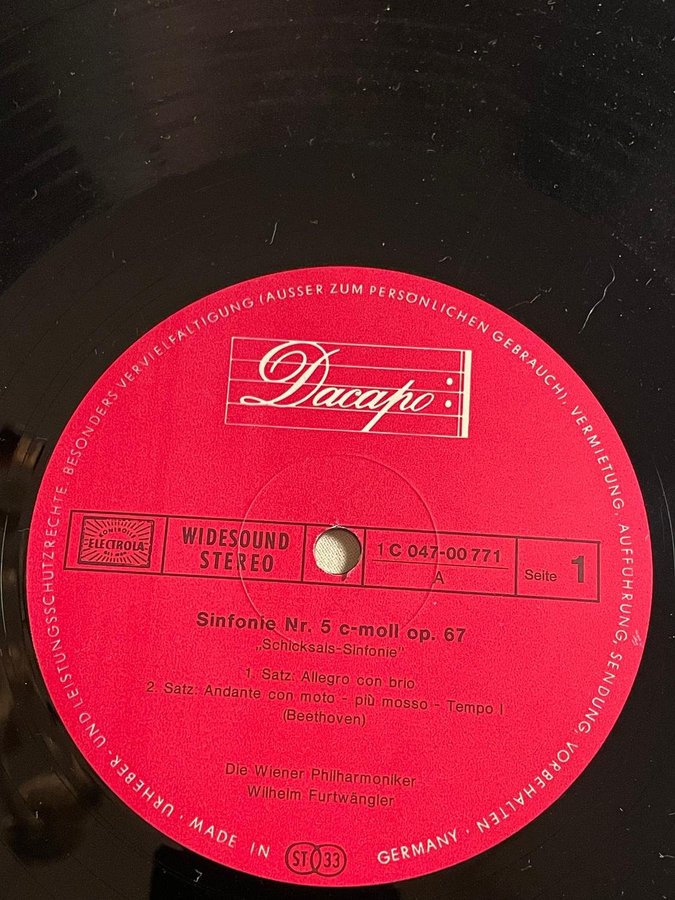 URHEBER- UND LEISTUNGSSCHUTZRECHTE, BESONDERS VERVIELFÄLTIGUNG (AUSSER ZUM PERSÖNLICHEN GEBRAUCH), VERMIETUNG, AUFFÜHRUNG, SENDUNG VORBEHALTEN · MADE IN GERMANY ·
Dacapo
ELECTROLA
WIDESOUND
STEREO
1 C 047-00 771
A
Seite 1
Sinfonie Nr. 5 c-moll op. 67
„Schicksals-Sinfonie"
1. Satz: Allegro con brio
2. Satz: Andante con moto - più mosso - Tempo I
(Beethoven)
Die Wiener Philharmoniker
Wilhelm Furtwängler
ST 33